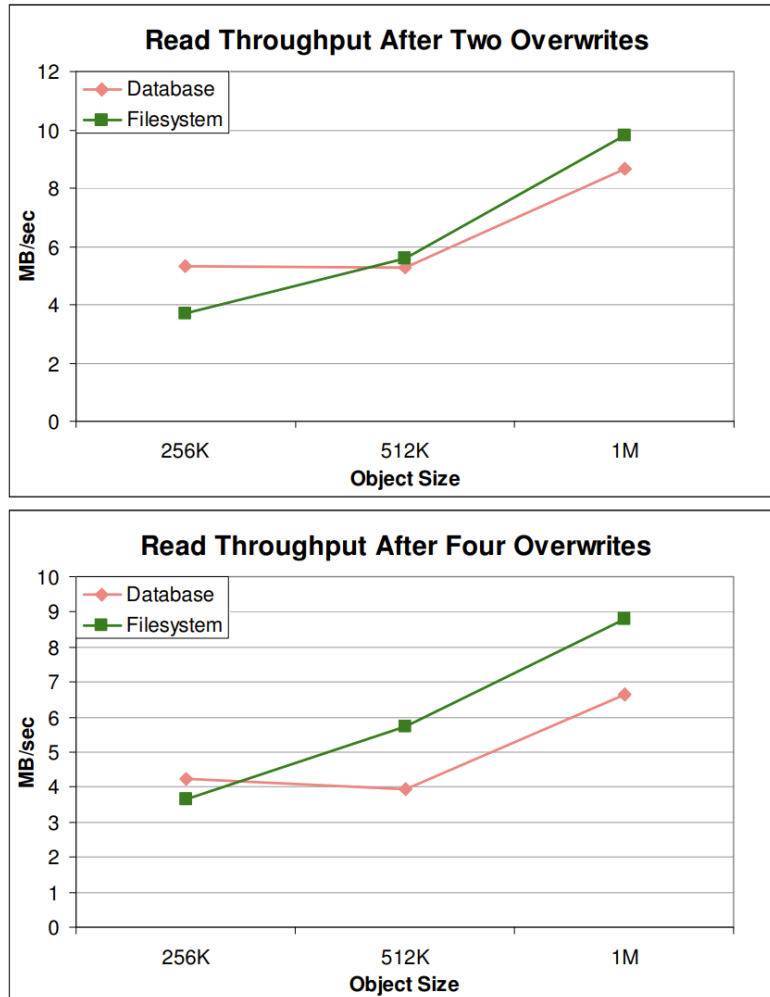 Read Throughput After Two Overwrites
Database
Filesystem
12
10
8
6
4
2
0
MB/sec
256K 512K 1M
Object Size
Read Throughput After Four Overwrites
Database
Filesystem
10
9
8
7
6
5
4
3
2
1
0
MB/sec
256K 512K 1M
Object Size